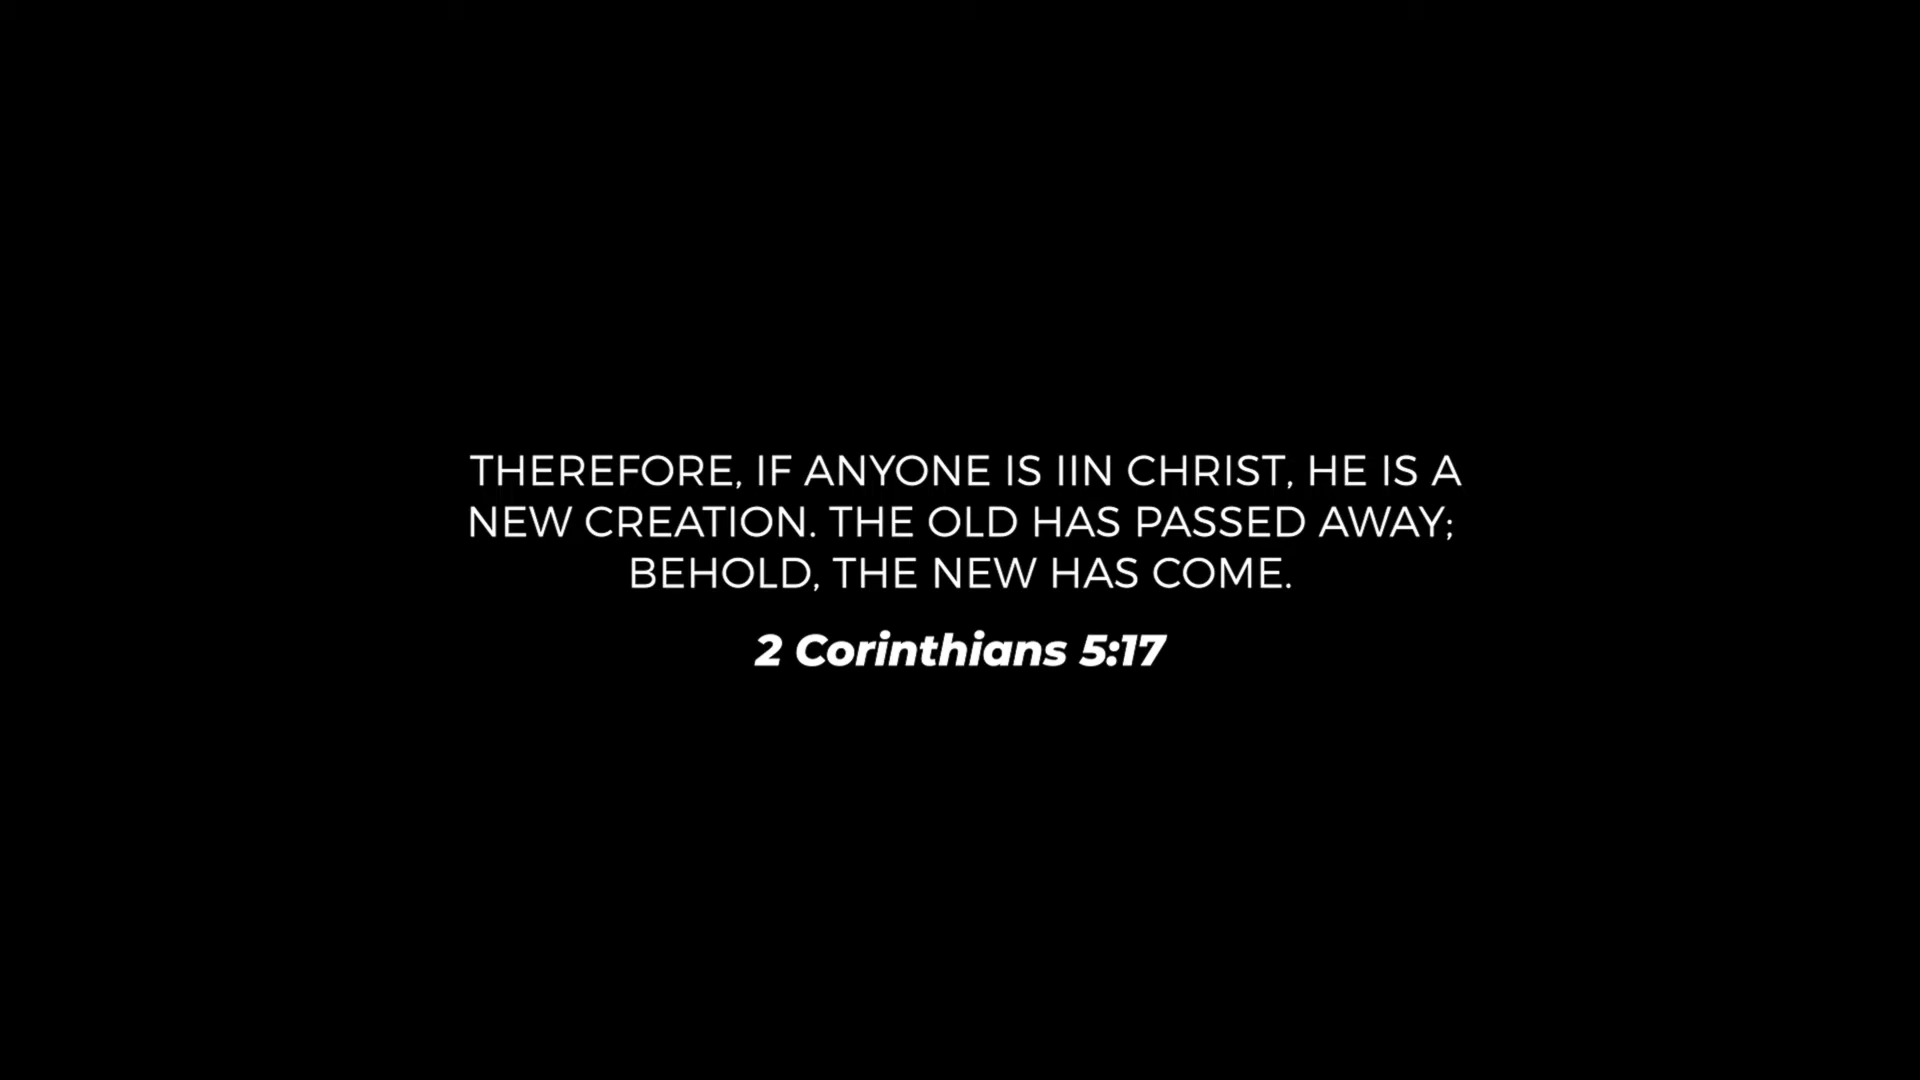 THEREFORE, IF ANYONE IS IIN CHRIST, HE IS A
NEW CREATION. THE OLD HAS PASSED AWAY;
BEHOLD, THE NEW HAS COME.
2 Corinthians 5:17